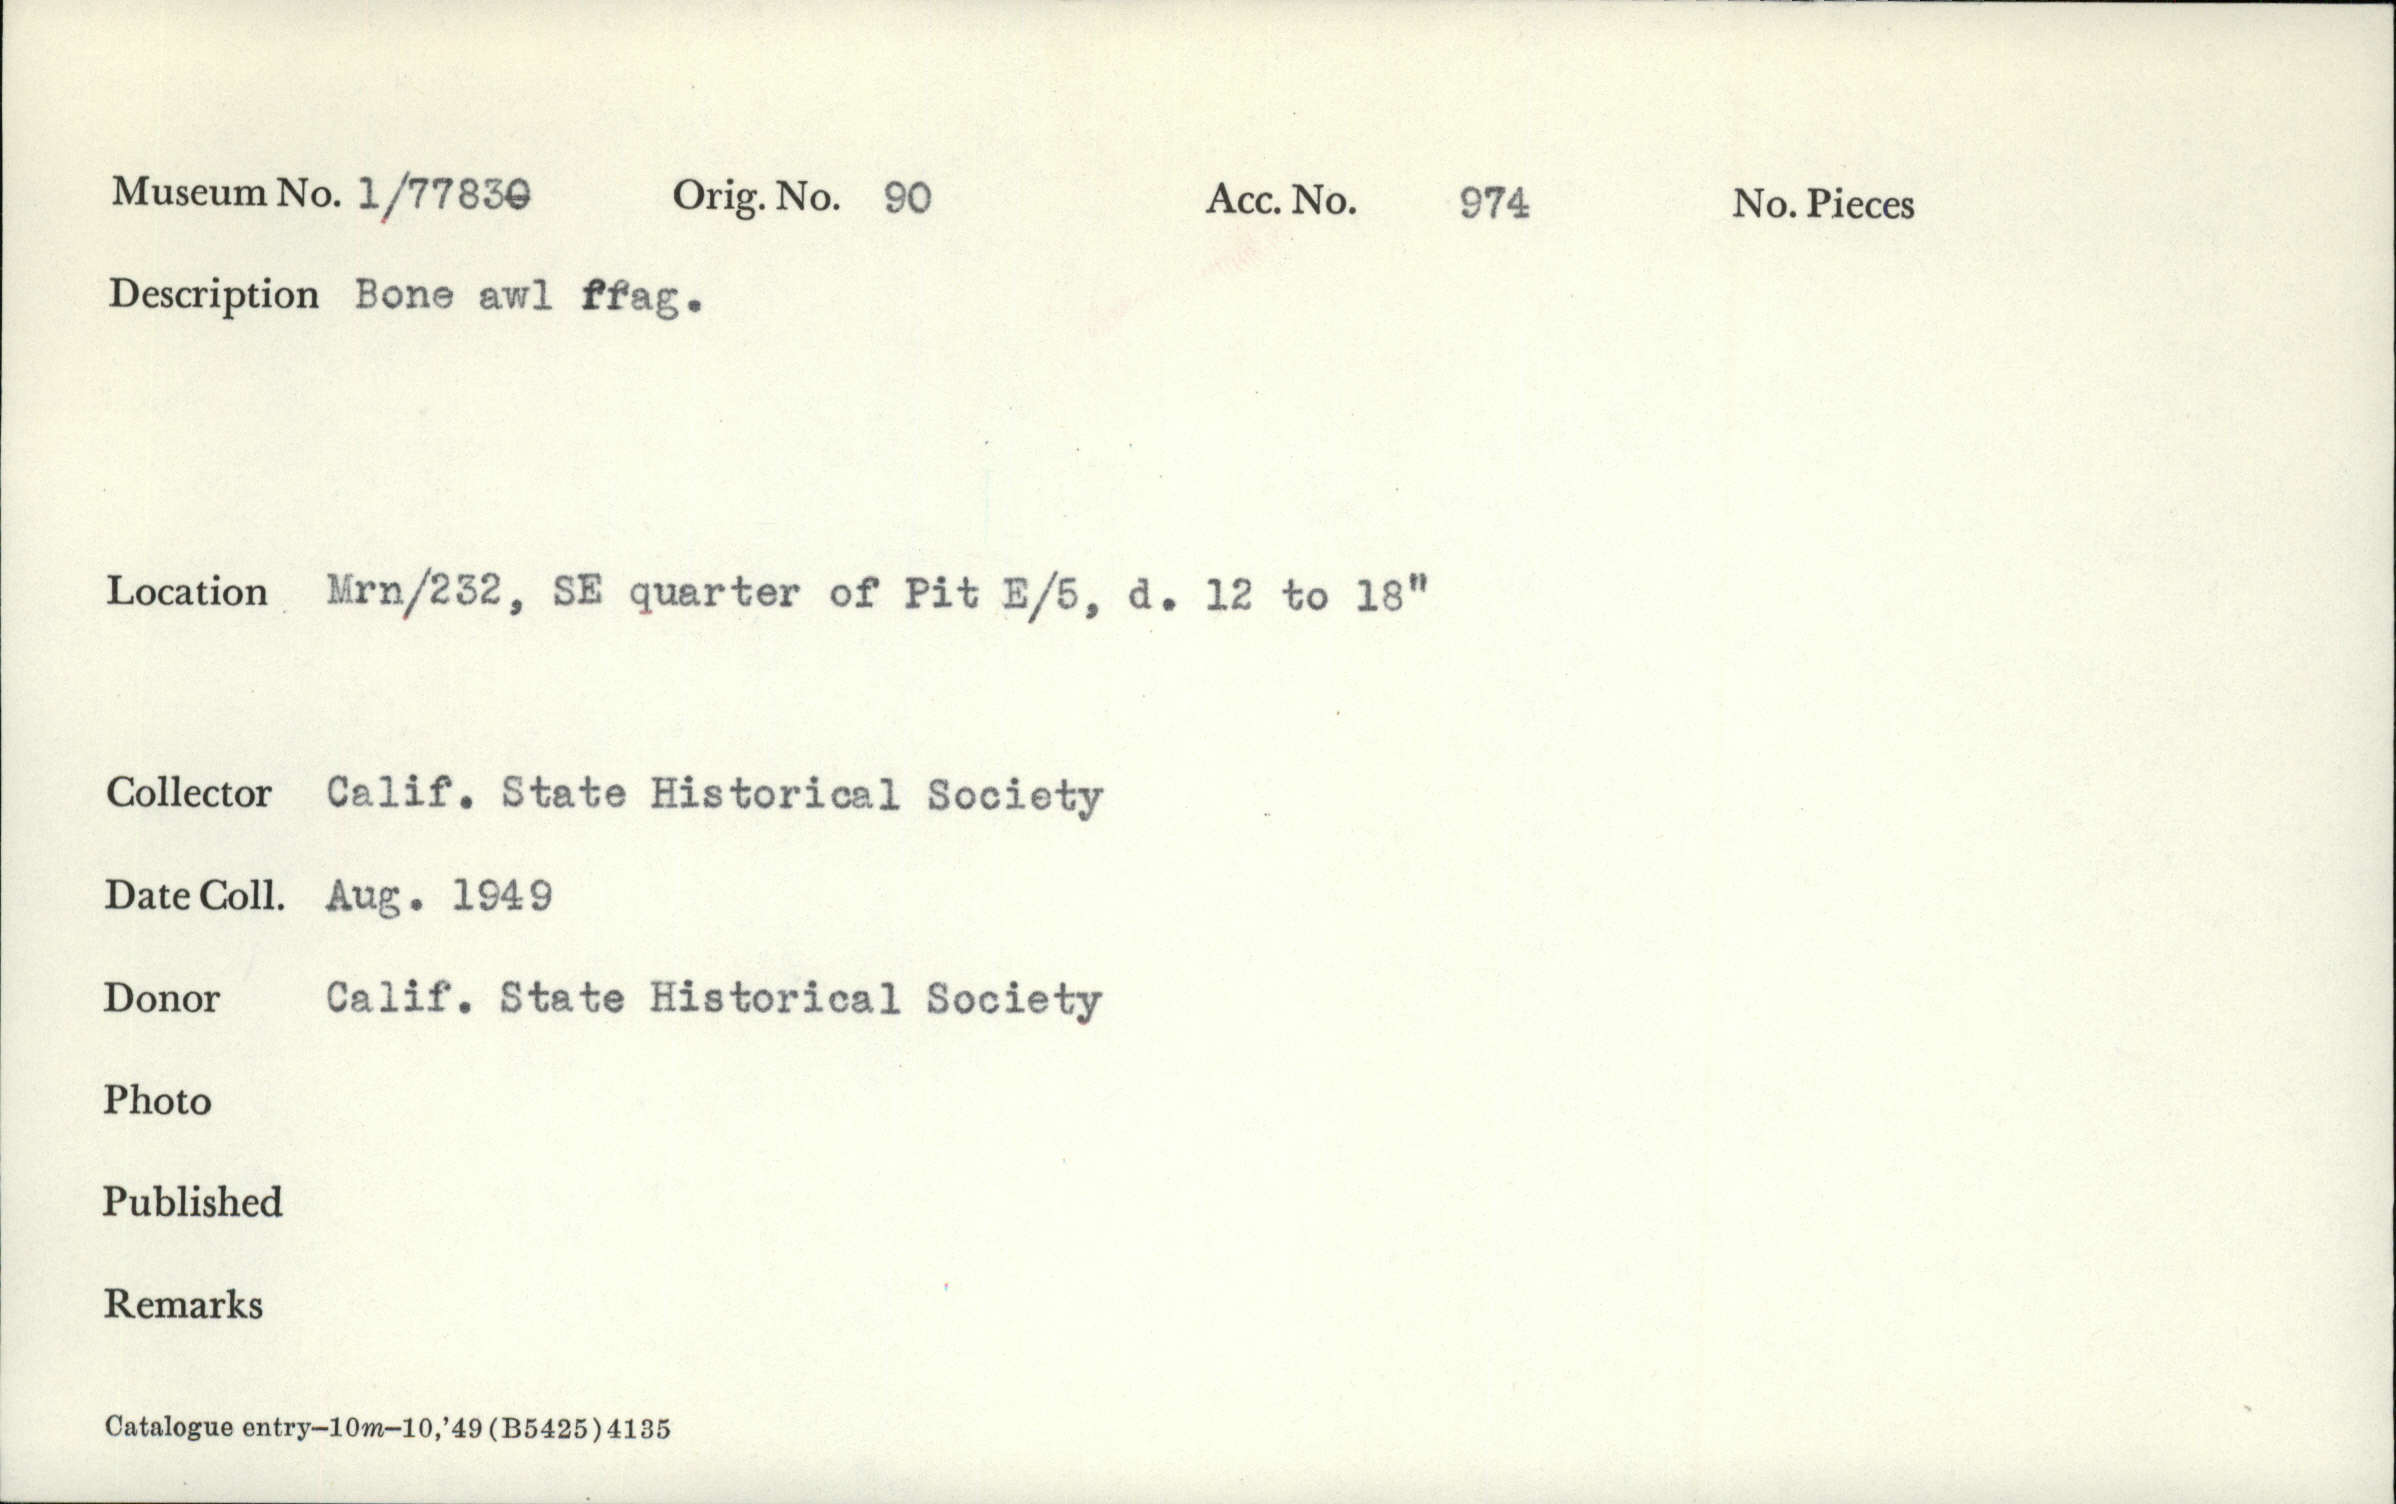 Museum No. 1/77830 Orig. No. 90 Acc. No. 974 No. Pieces
Description Bone awl ffag.
Location Mrn/232, SE quarter of Pit E/5, d. 12 to 18"
Collector Calif. State Historical Society
Date Coll. Aug. 1949
Donor Calif. State Historical Society
Photo
Published
Remarks
Catalogue entry–10m–10,'49 (B5425) 4135